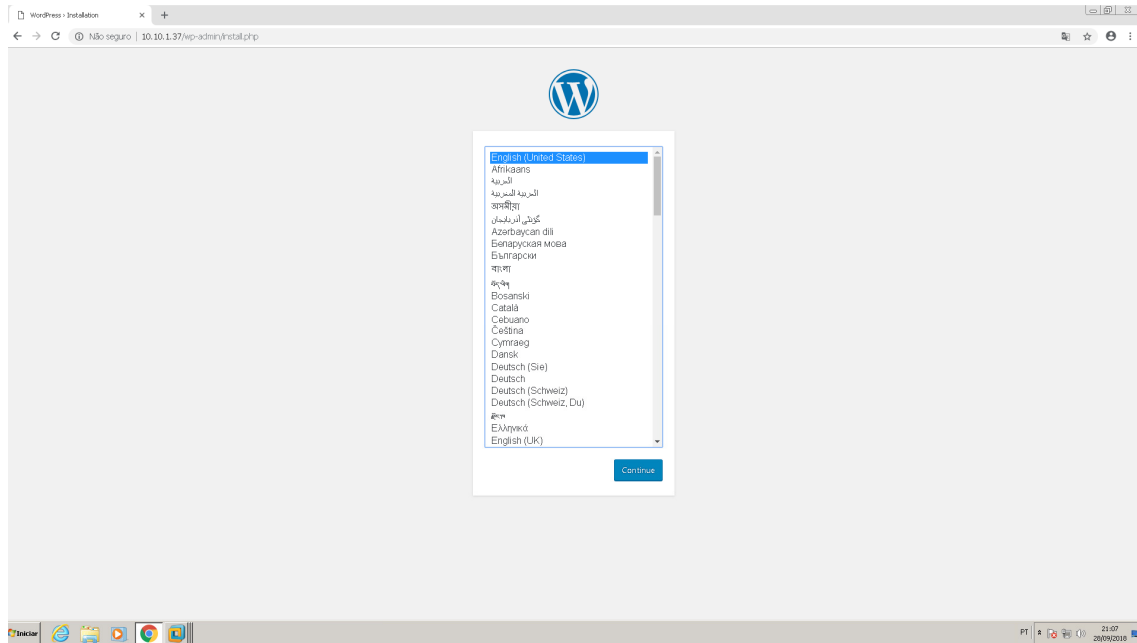 WordPress › Installation
Não seguro | 10.10.1.37/wp-admin/install.php
English (United States)
Afrikaans
العربية
العربية المغربية
অসমীয়া
گؤنئی آذربایجان
Azərbaycan dili
Беларуская мова
Български
বাংলা
བོད་ཡིག
Bosanski
Català
Cebuano
Čeština
Cymraeg
Dansk
Deutsch (Sie)
Deutsch
Deutsch (Schweiz)
Deutsch (Schweiz, Du)
Ελληνικά
English (UK)
Continue
Iniciar
PT
21:07
28/09/2018